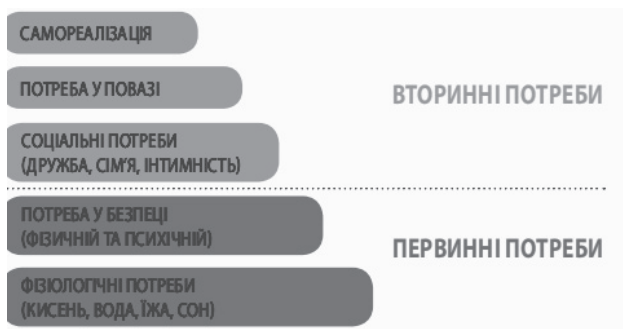 САМОРЕАЛІЗАЦІЯ
ПОТРЕБА У ПОВАЗІ
ВТОРИННІ ПОТРЕБИ
СОЦІАЛЬНІ ПОТРЕБИ
(ДРУЖБА, СІМ'Я, ІНТИМНІСТЬ)
ПОТРЕБА У БЕЗПЕЦІ
(ФІЗИЧНІЙ ТА ПСИХІЧНІЙ)
ПЕРВИННІ ПОТРЕБИ
ФІЗІОЛОГІЧНІ ПОТРЕБИ
(КИСЕНЬ, ВОДА, ЇЖА, СОН)